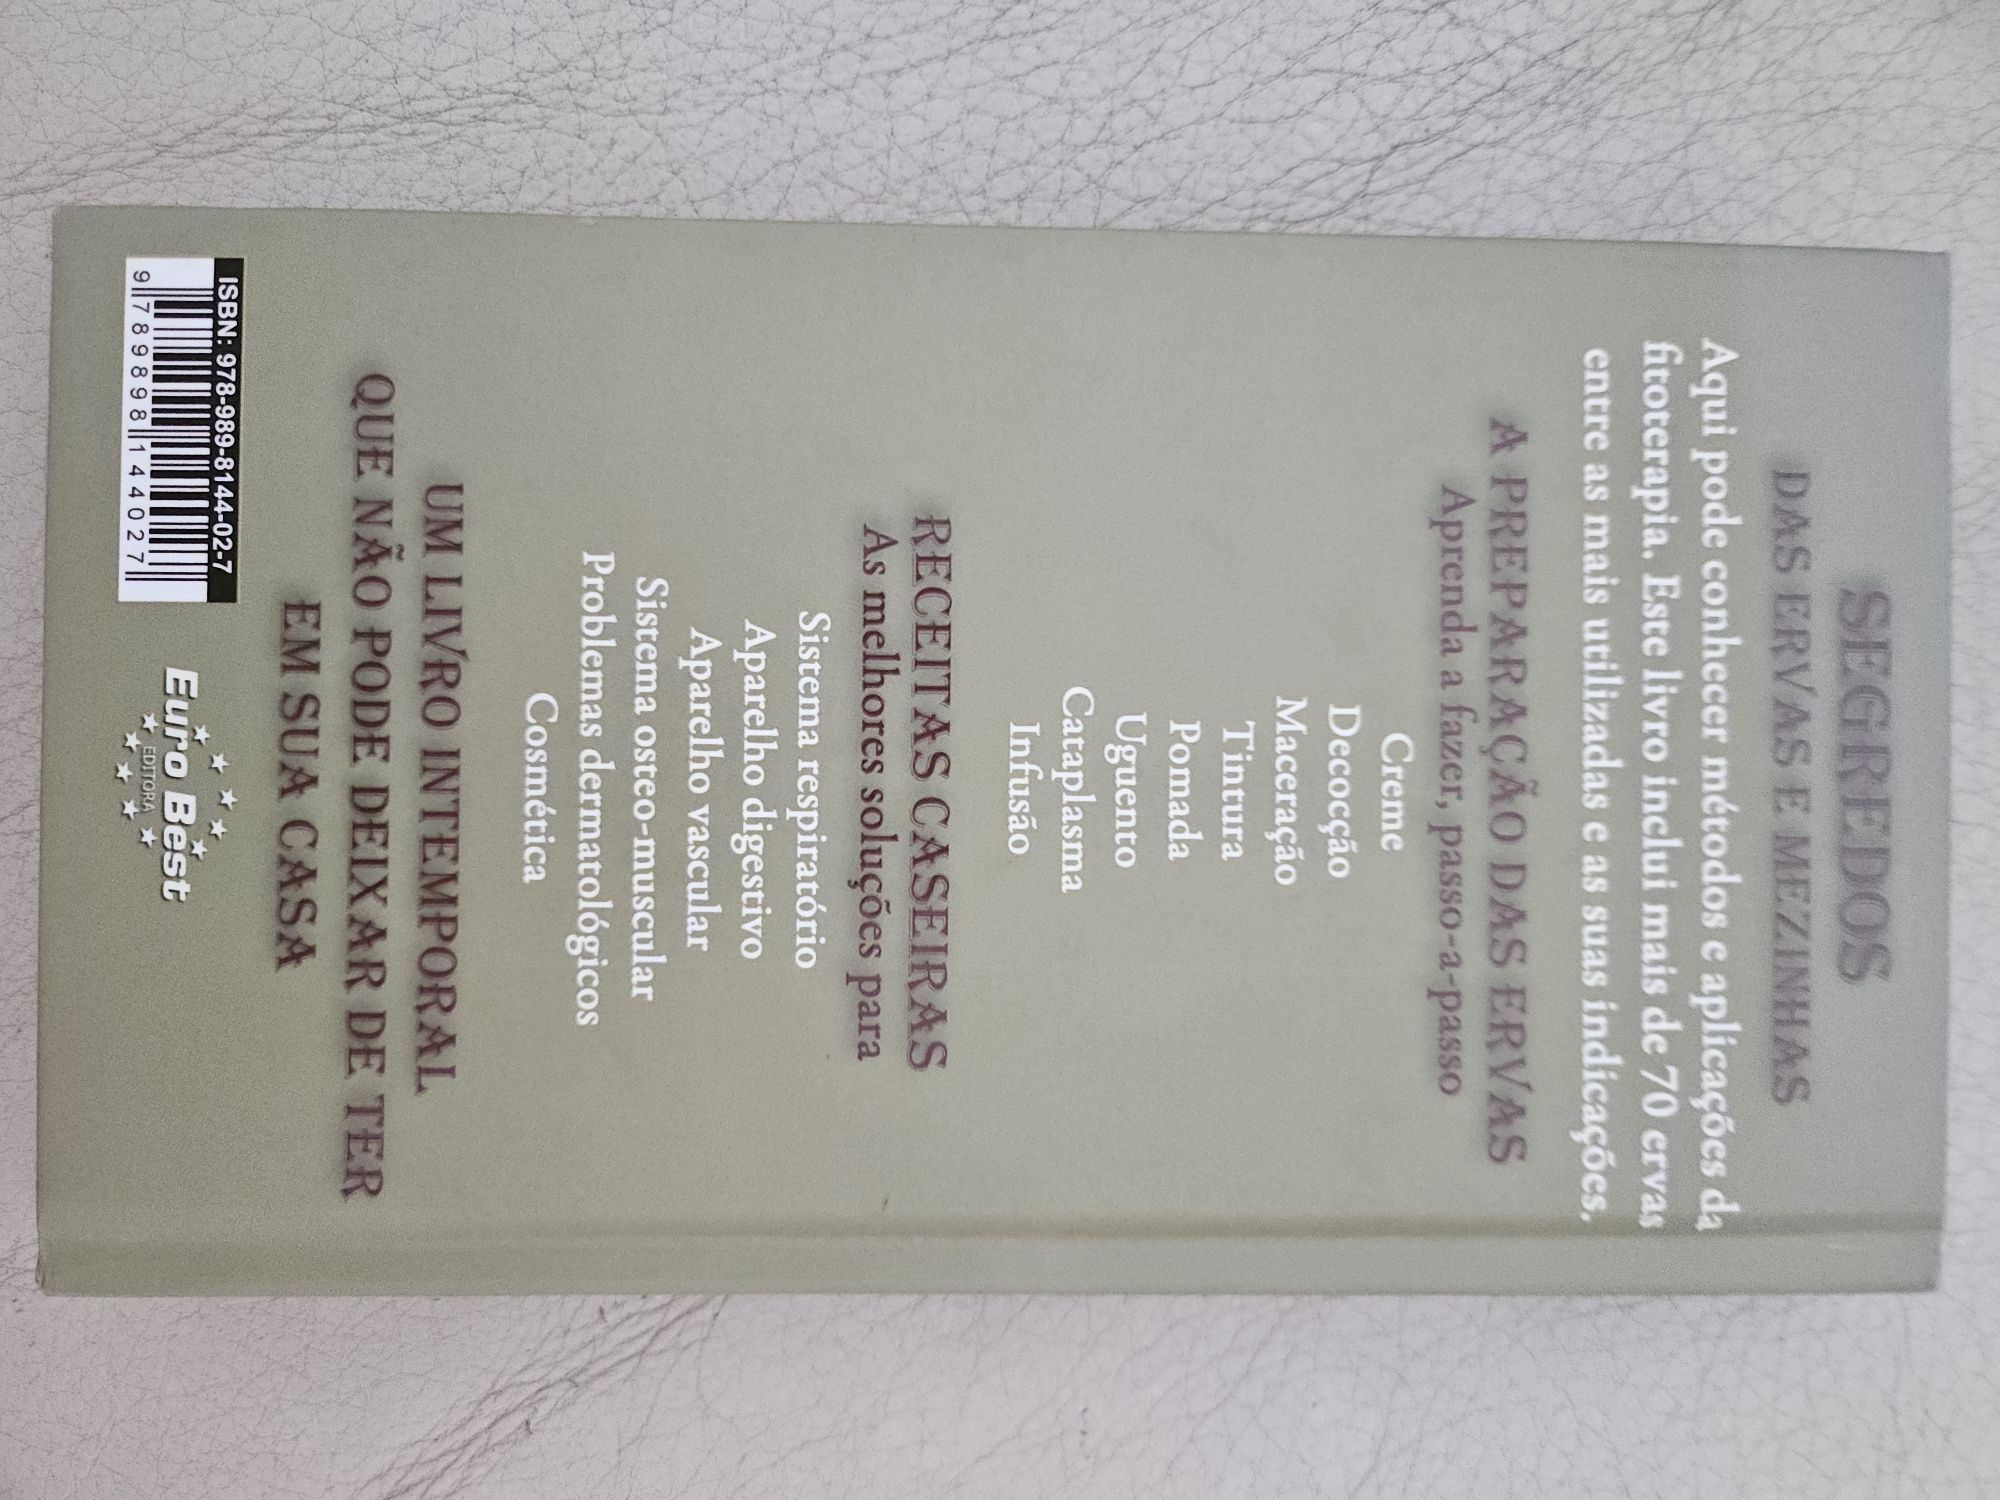 SEGREDOS
DAS ERVAS E MEZINHAS
Aqui pode conhecer métodos e aplicações da
fitoterapia. Este livro inclui mais de 70 ervas
entre as mais utilizadas e as suas indicações.
A PREPARAÇÃO DAS ERVAS
Aprenda a fazer, passo-a-passo
Creme
Decocção
Maceração
Tintura
Pomada
Uguento
Cataplasma
Infusão
RECEITAS CASEIRAS
As melhores soluções para
Sistema respiratório
Aparelho digestivo
Aparelho vascular
Sistema osteo-muscular
Problemas dermatológicos
Cosmética
UM LIVRO INTEMPORAL
QUE NÃO PODE DEIXAR DE TER
EM SUA CASA
ISBN: 978-989-8144-02-7
9 789898 144027
Euro Best
EDITORA